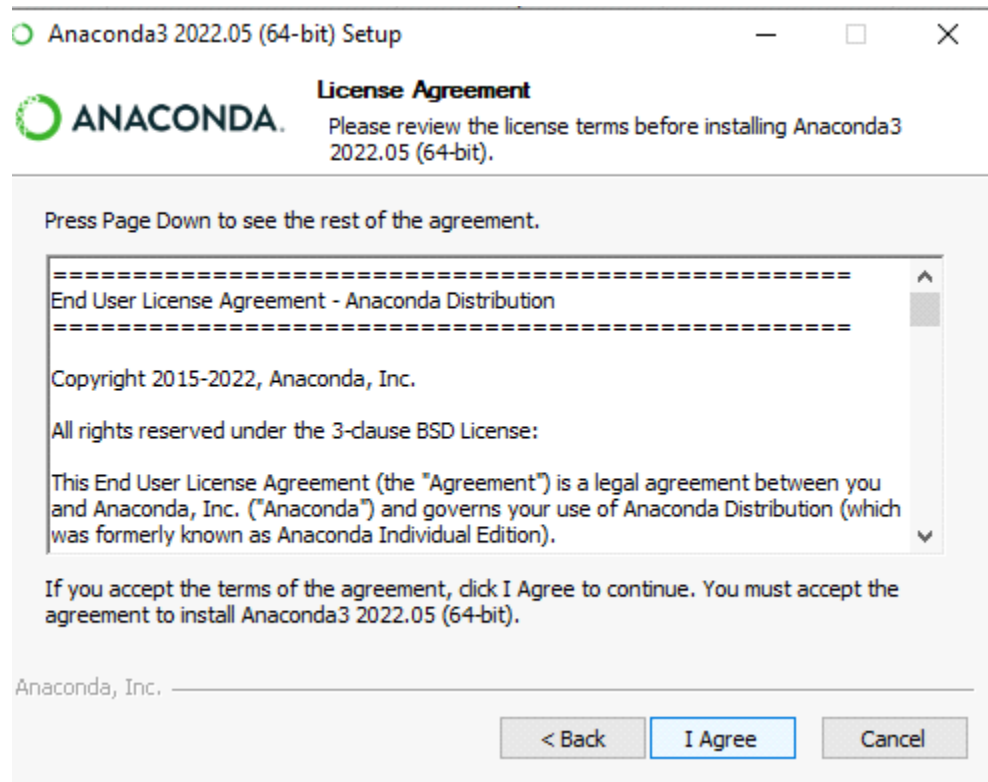 Anaconda3 2022.05 (64-bit) Setup
ANACONDA.
License Agreement
Please review the license terms before installing Anaconda3
2022.05 (64-bit).
Press Page Down to see the rest of the agreement.
==================================================
End User License Agreement - Anaconda Distribution
==================================================
Copyright 2015-2022, Anaconda, Inc.
All rights reserved under the 3-clause BSD License:
This End User License Agreement (the "Agreement") is a legal agreement between you
and Anaconda, Inc. ("Anaconda") and governs your use of Anaconda Distribution (which
was formerly known as Anaconda Individual Edition).
If you accept the terms of the agreement, click I Agree to continue. You must accept the
agreement to install Anaconda3 2022.05 (64-bit).
Anaconda, Inc.
< Back
I Agree
Cancel